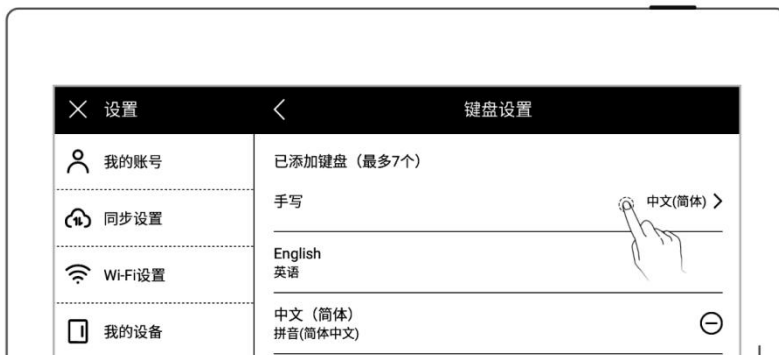 设置
键盘设置
我的账号
同步设置
Wi-Fi设置
我的设备
已添加键盘（最多7个）
手写
中文(简体)
English
英语
中文（简体）
拼音(简体中文)